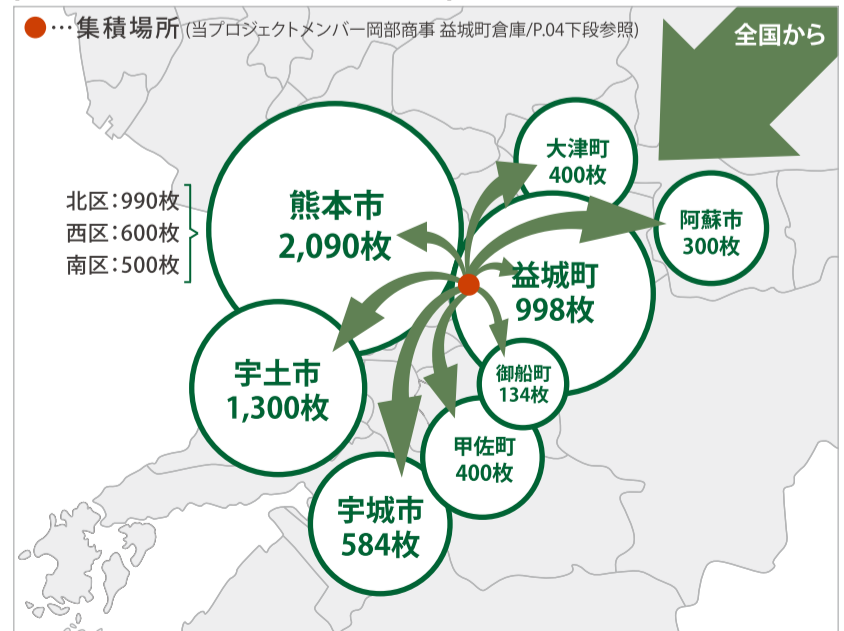 ●…集積場所 (当プロジェクトメンバー岡部商事 益城町倉庫/P.04下段参照)
全国から
大津町
400枚
熊本市
2,090枚
北区：990枚
西区：600枚
南区：500枚
阿蘇市
300枚
益城町
998枚
宇土市
1,300枚
御船町
134枚
甲佐町
400枚
宇城市
584枚